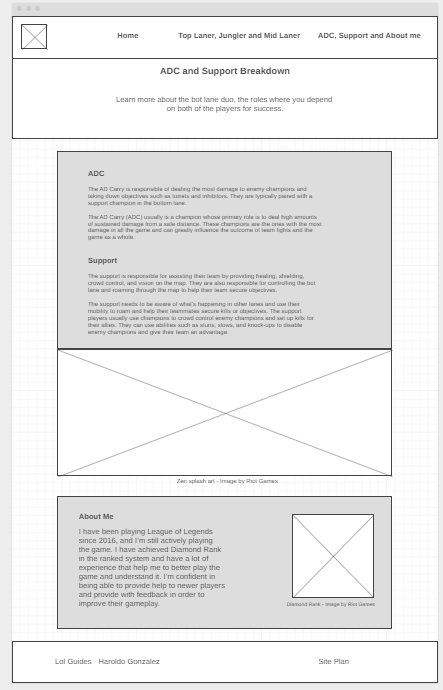 Home Top Laner, Jungler and Mid Laner ADC, Support and About me
ADC and Support Breakdown
Learn more about the bot lane duo, the roles where you depend
on both of the players for success.
ADC
The AD Carry is responsible of dealing the most damage to enemy champions and
taking down objectives such as turrets and inhibitors. They are typically paired with a
support champion in the bottom lane.
The AD Carry (ADC) usually is a champion whose primary role is to deal high amounts
of sustained damage from a safe distance. These champions are the ones with the most
damage in all the game and can greatly influence the outcome of team fights and the
game as a whole.
Support
The support is responsible for assisting their team by providing healing, shielding,
crowd control, and vision on the map. They are also responsible for controlling the bot
lane and roaming through the map to help their team secure objectives.
The support needs to be aware of what's happening in other lanes and use their
mobility to roam and help their teammates secure kills or objectives. The support
players usually use champions to crowd control enemy champions and set up kills for
their allies. They can use abilities such as stuns, slows, and knock-ups to disable
enemy champions and give their team an advantage.
Zeri splash art - Image by Riot Games
About Me
I have been playing League of Legends
since 2016, and I'm still actively playing
the game. I have achieved Diamond Rank
in the ranked system and have a lot of
experience that help me to better play the
game and understand it. I'm confident in
being able to provide help to newer players
and provide with feedback in order to
improve their gameplay.
Diamond Rank - Image by Riot Games
Lol Guides · Haroldo Gonzalez Site Plan